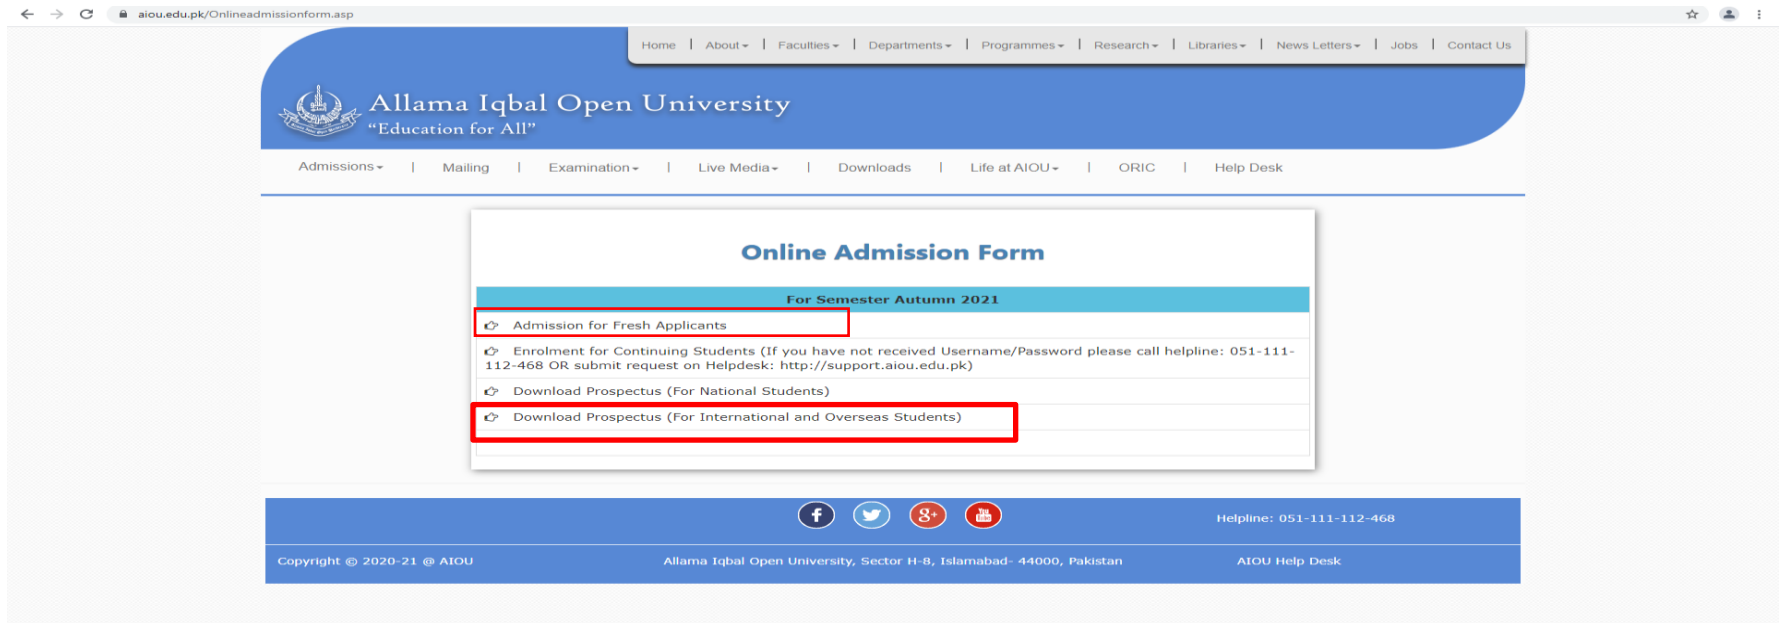 aiou.edu.pk/Onlineadmissionform.asp
Home | About | Faculties | Departments | Programmes | Research | Libraries | News Letters | Jobs | Contact Us
Allama Iqbal Open University
“Education for All”
Admissions | Mailing | Examination | Live Media | Downloads | Life at AIOU | ORIC | Help Desk
Online Admission Form
For Semester Autumn 2021
Admission for Fresh Applicants
Enrolment for Continuing Students (If you have not received Username/Password please call helpline: 051-111-
112-468 OR submit request on Helpdesk: http://support.aiou.edu.pk)
Download Prospectus (For National Students)
Download Prospectus (For International and Overseas Students)
f 8+ You Tube Helpline: 051-111-112-468
Copyright © 2020-21 @ AIOU Allama Iqbal Open University, Sector H-8, Islamabad- 44000, Pakistan AIOU Help Desk